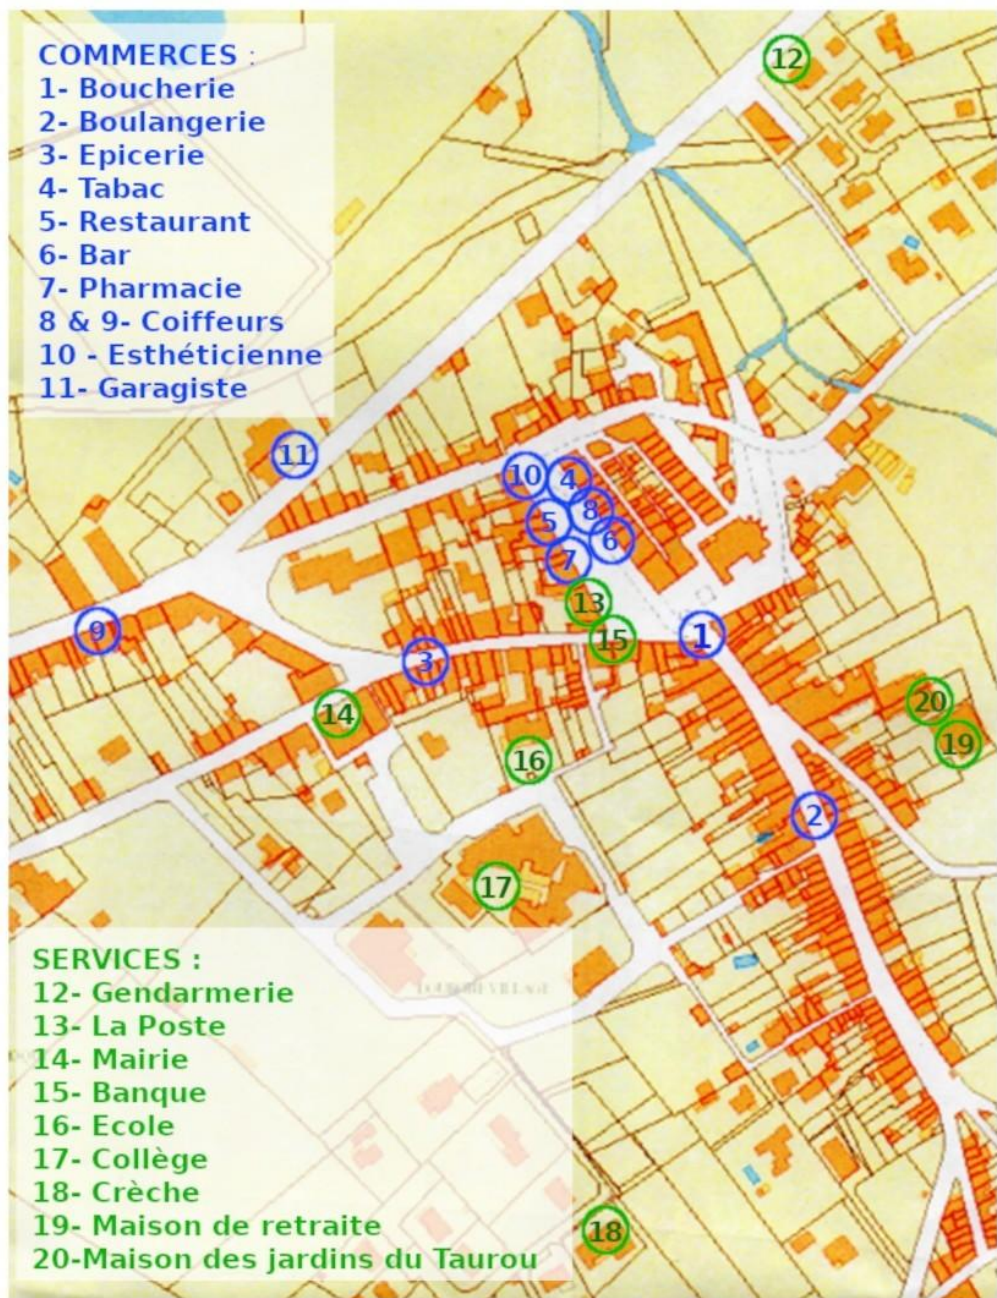 COMMERCES :
1- Boucherie
2- Boulangerie
3- Epicerie
4- Tabac
5- Restaurant
6- Bar
7- Pharmacie
8 & 9- Coiffeurs
10 - Esthéticienne
11- Garagiste
12
11
10
4
8
5
6
7
13
9
15
1
3
14
20
19
16
2
17
SERVICES :
12- Gendarmerie
13- La Poste
14- Mairie
15- Banque
16- Ecole
17- Collège
18- Crèche
19- Maison de retraite
20-Maison des jardins du Taurou
18